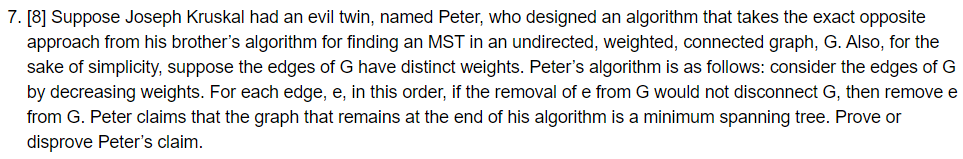 7. [8] Suppose Joseph Kruskal had an evil twin, named Peter, who designed an algorithm that takes the exact opposite
approach from his brother's algorithm for finding an MST in an undirected, weighted, connected graph, G. Also, for the
sake of simplicity, suppose the edges of G have distinct weights. Peter's algorithm is as follows: consider the edges of G
by decreasing weights. For each edge, e, in this order, if the removal of e from G would not disconnect G, then remove e
from G. Peter claims that the graph that remains at the end of his algorithm is a minimum spanning tree. Prove or
disprove Peter's claim.